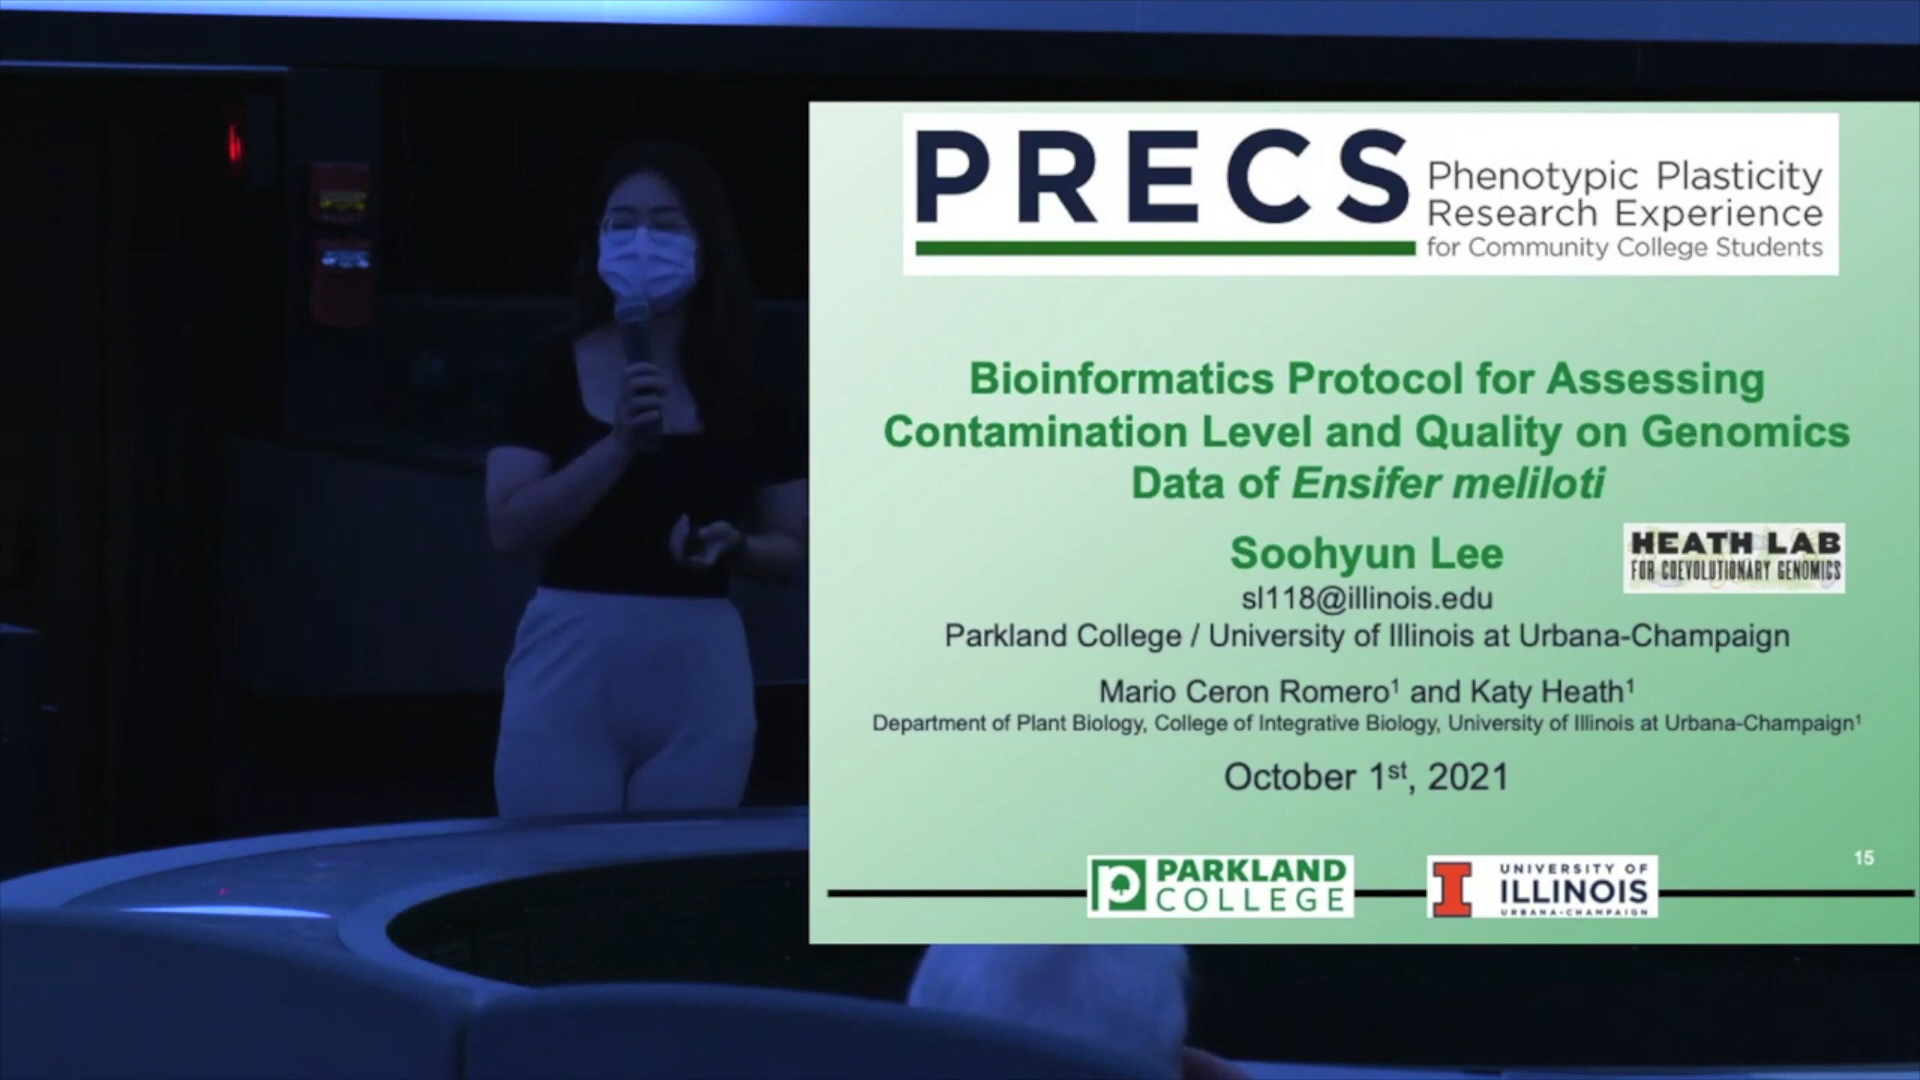 PRECS
Phenotypic Plasticity
Research Experience
for Community College Students
Bioinformatics Protocol for Assessing
Contamination Level and Quality on Genomics
Data of Ensifer meliloti
Soohyun Lee
HEATH LAB
FOR COEVOLUTIONARY GENOMICS
sl118@illinois.edu
Parkland College / University of Illinois at Urbana-Champaign
Mario Ceron Romero¹ and Katy Heath¹
Department of Plant Biology, College of Integrative Biology, University of Illinois at Urbana-Champaign¹
October 1st, 2021
15
PARKLAND
COLLEGE
UNIVERSITY OF
ILLINOIS
URBANA-CHAMPAIGN